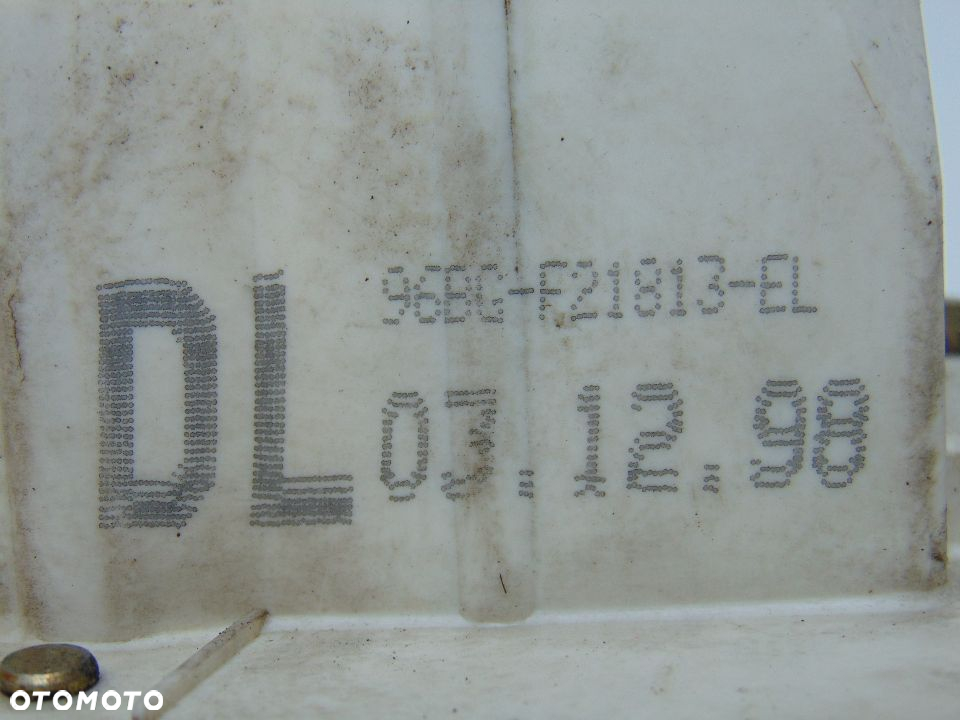 96BG-F21813-EL
DL
03.12.98
OTOMOTO